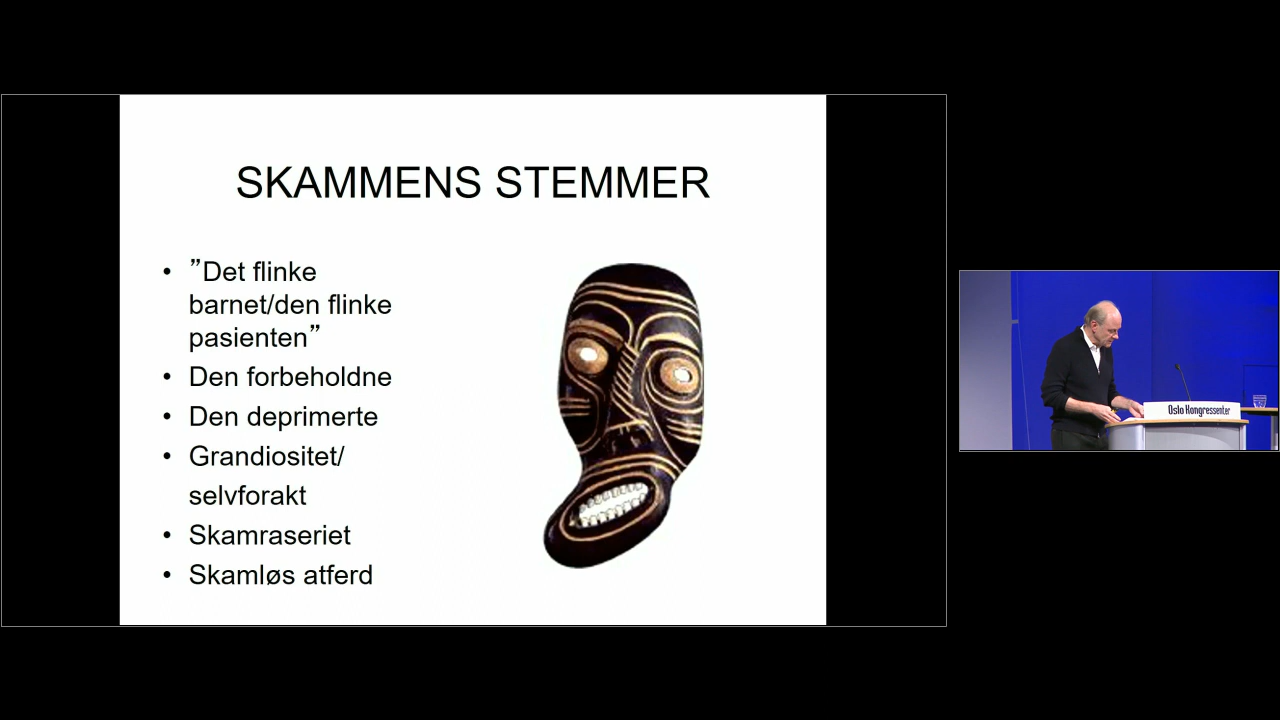 SKAMMENS STEMMER
• ”Det flinke
barnet/den flinke
pasienten”
• Den forbeholdne
• Den deprimerte
• Grandiositet/
selvforakt
• Skamraseriet
• Skamløs atferd
Oslo Kongressenter